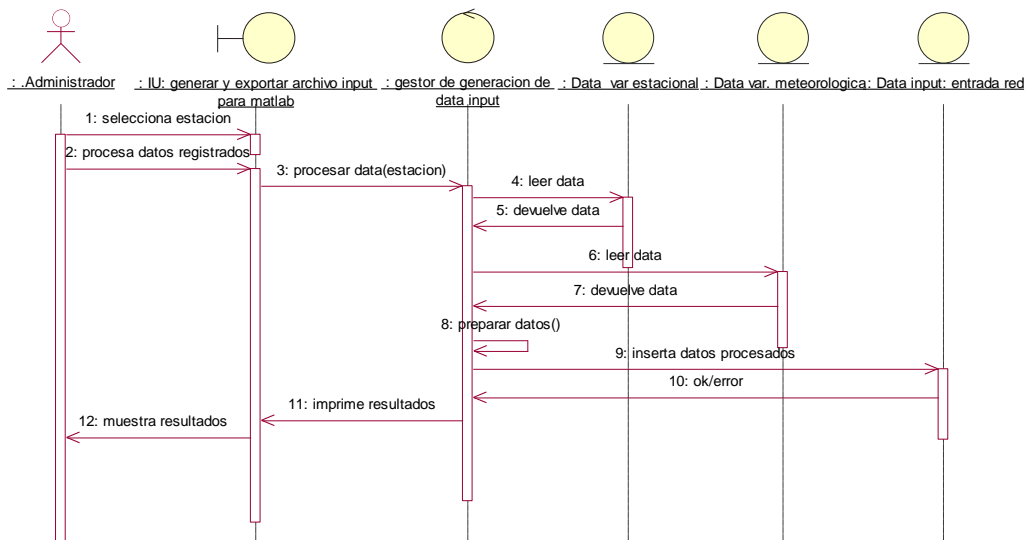 : .Administrador
: IU: generar y exportar archivo input
para matlab
: gestor de generacion de
data input
: Data var estacional
: Data var. meteorologica
: Data input: entrada red
1: selecciona estacion
2: procesa datos registrados
3: procesar data(estacion)
4: leer data
5: devuelve data
6: leer data
7: devuelve data
8: preparar datos()
9: inserta datos procesados
10: ok/error
11: imprime resultados
12: muestra resultados